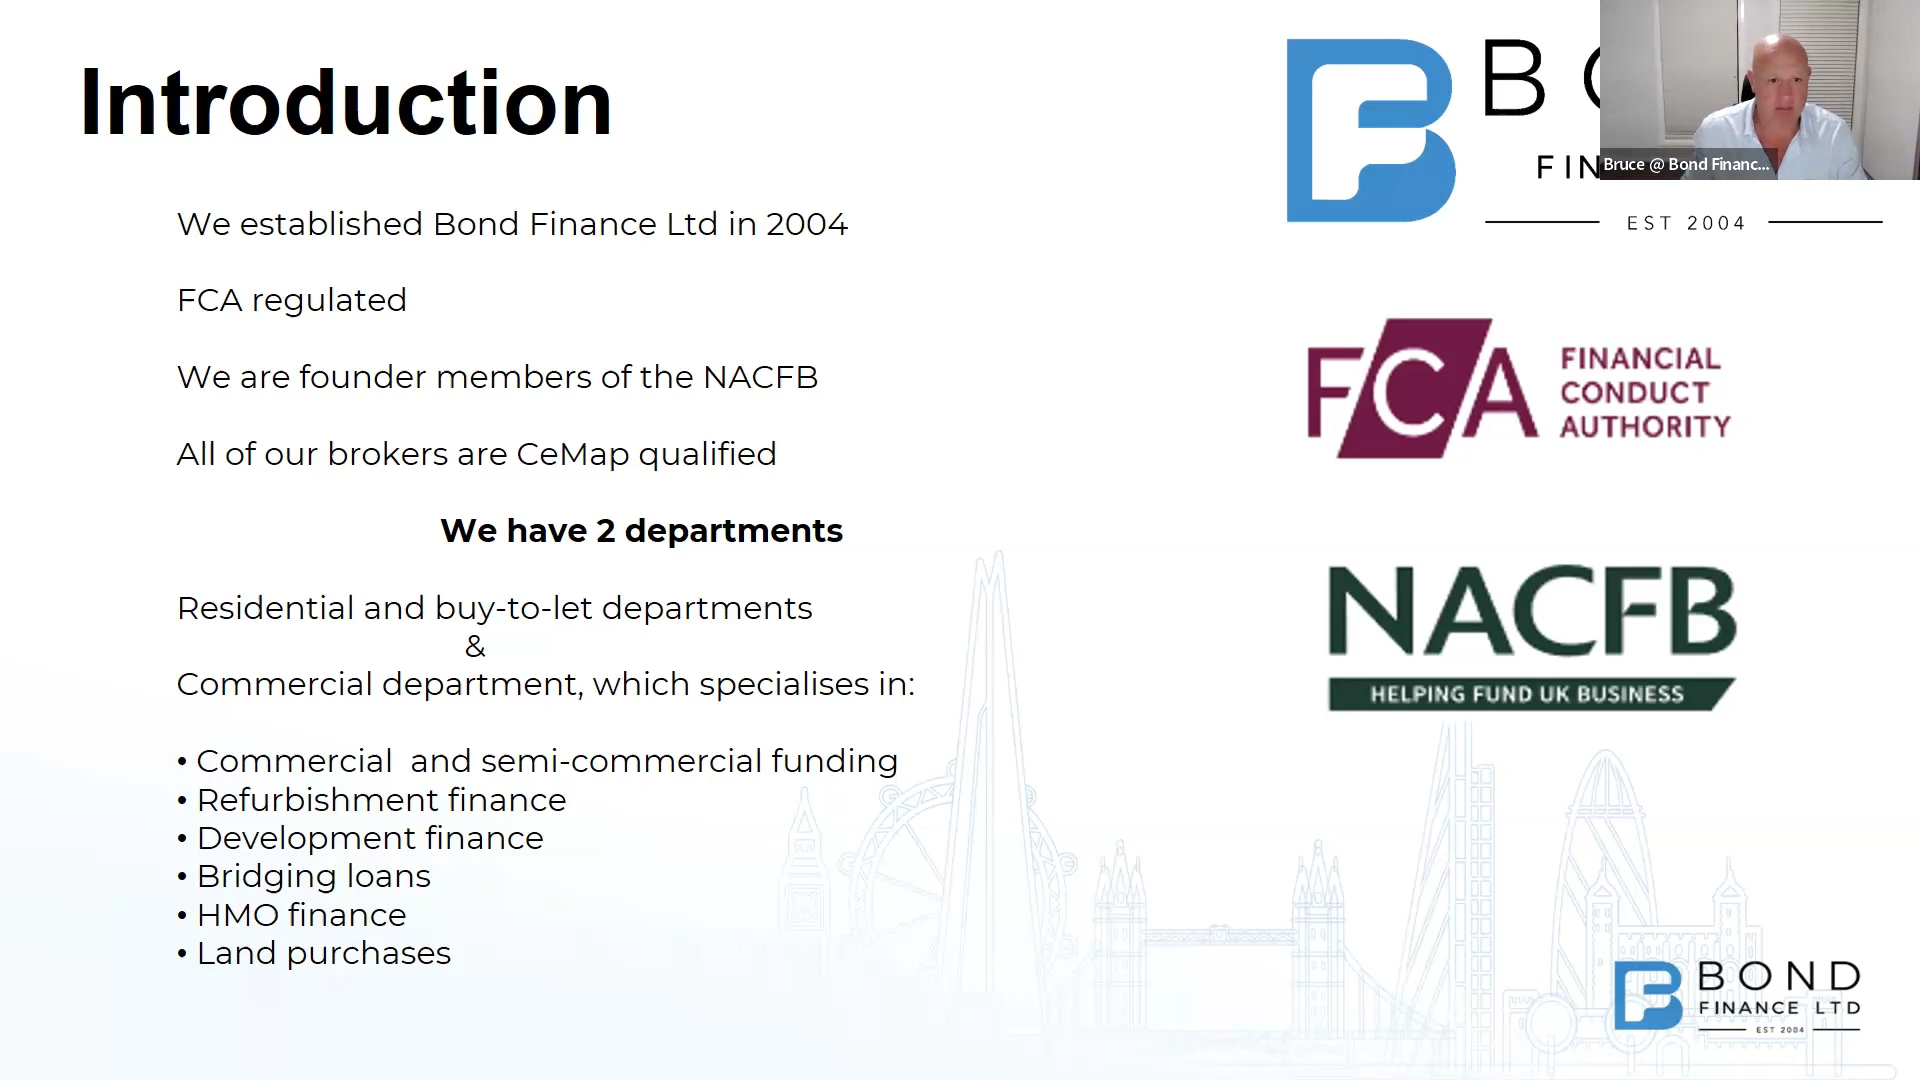 Introduction
We established Bond Finance Ltd in 2004
FCA regulated
We are founder members of the NACFB
All of our brokers are CeMap qualified
We have 2 departments
Residential and buy-to-let departments
&
Commercial department, which specialises in:
• Commercial  and semi-commercial funding
• Refurbishment finance
• Development finance
• Bridging loans
• HMO finance
• Land purchases
B
FIN
EST 2004
Bruce @ Bond Financ...
FCA
FINANCIAL
CONDUCT
AUTHORITY
NACFB
HELPING FUND UK BUSINESS
BOND
FINANCE LTD
EST 2004